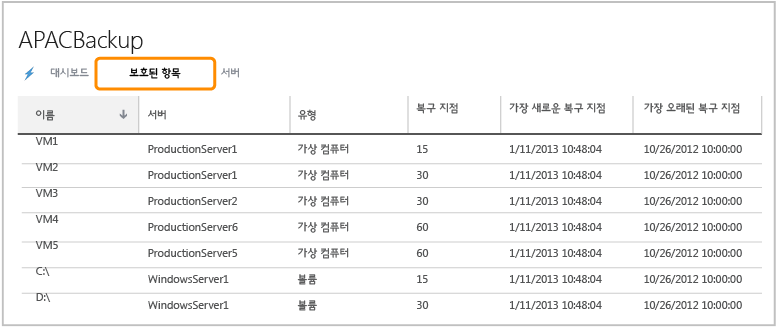 APACBackup
대시보드 보호된 항목 서버
이름 서버 유형 복구 지점 가장 새로운 복구 지점 가장 오래된 복구 지점
VM1 ProductionServer1 가상 컴퓨터 15 1/11/2013 10:48:04 10/26/2012 10:00:00
VM2 ProductionServer1 가상 컴퓨터 30 1/11/2013 10:48:04 10/26/2012 10:00:00
VM3 ProductionServer2 가상 컴퓨터 30 1/11/2013 10:48:04 10/26/2012 10:00:00
VM4 ProductionServer6 가상 컴퓨터 60 1/11/2013 10:48:04 10/26/2012 10:00:00
VM5 ProductionServer5 가상 컴퓨터 60 1/11/2013 10:48:04 10/26/2012 10:00:00
C:\ WindowsServer1 볼륨 15 1/11/2013 10:48:04 10/26/2012 10:00:00
D:\ WindowsServer1 볼륨 30 1/11/2013 10:48:04 10/26/2012 10:00:00